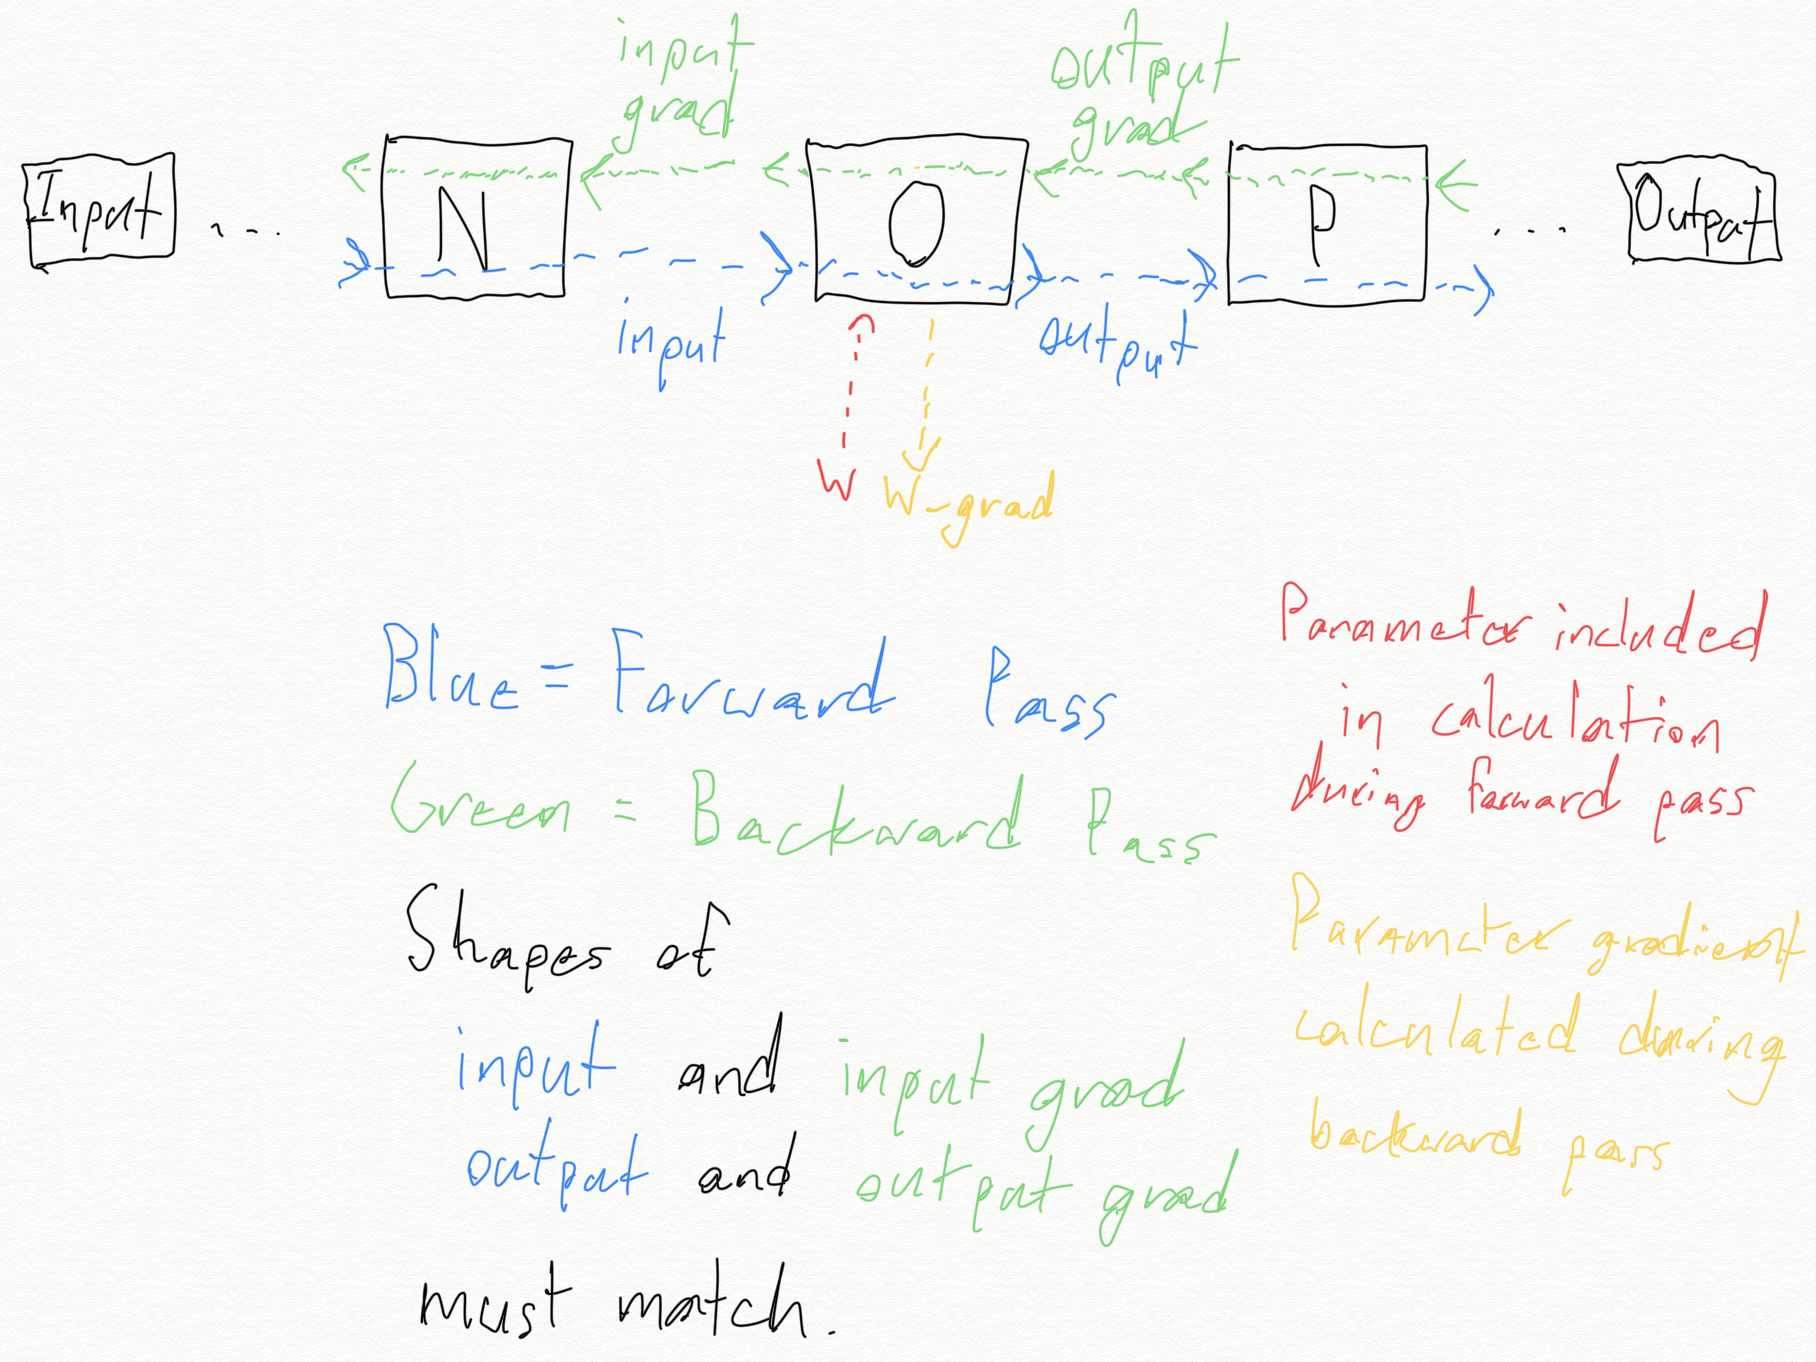 input
grad
output
grad
Input
...
N
O
P
...
Output
input
output
W
W_grad
Blue = Forward Pass
Green = Backward Pass
Shapes of
input and input grad
output and output grad
must match.
Parameter included
in calculation
during forward pass
Parameter gradient
calculated during
backward pass